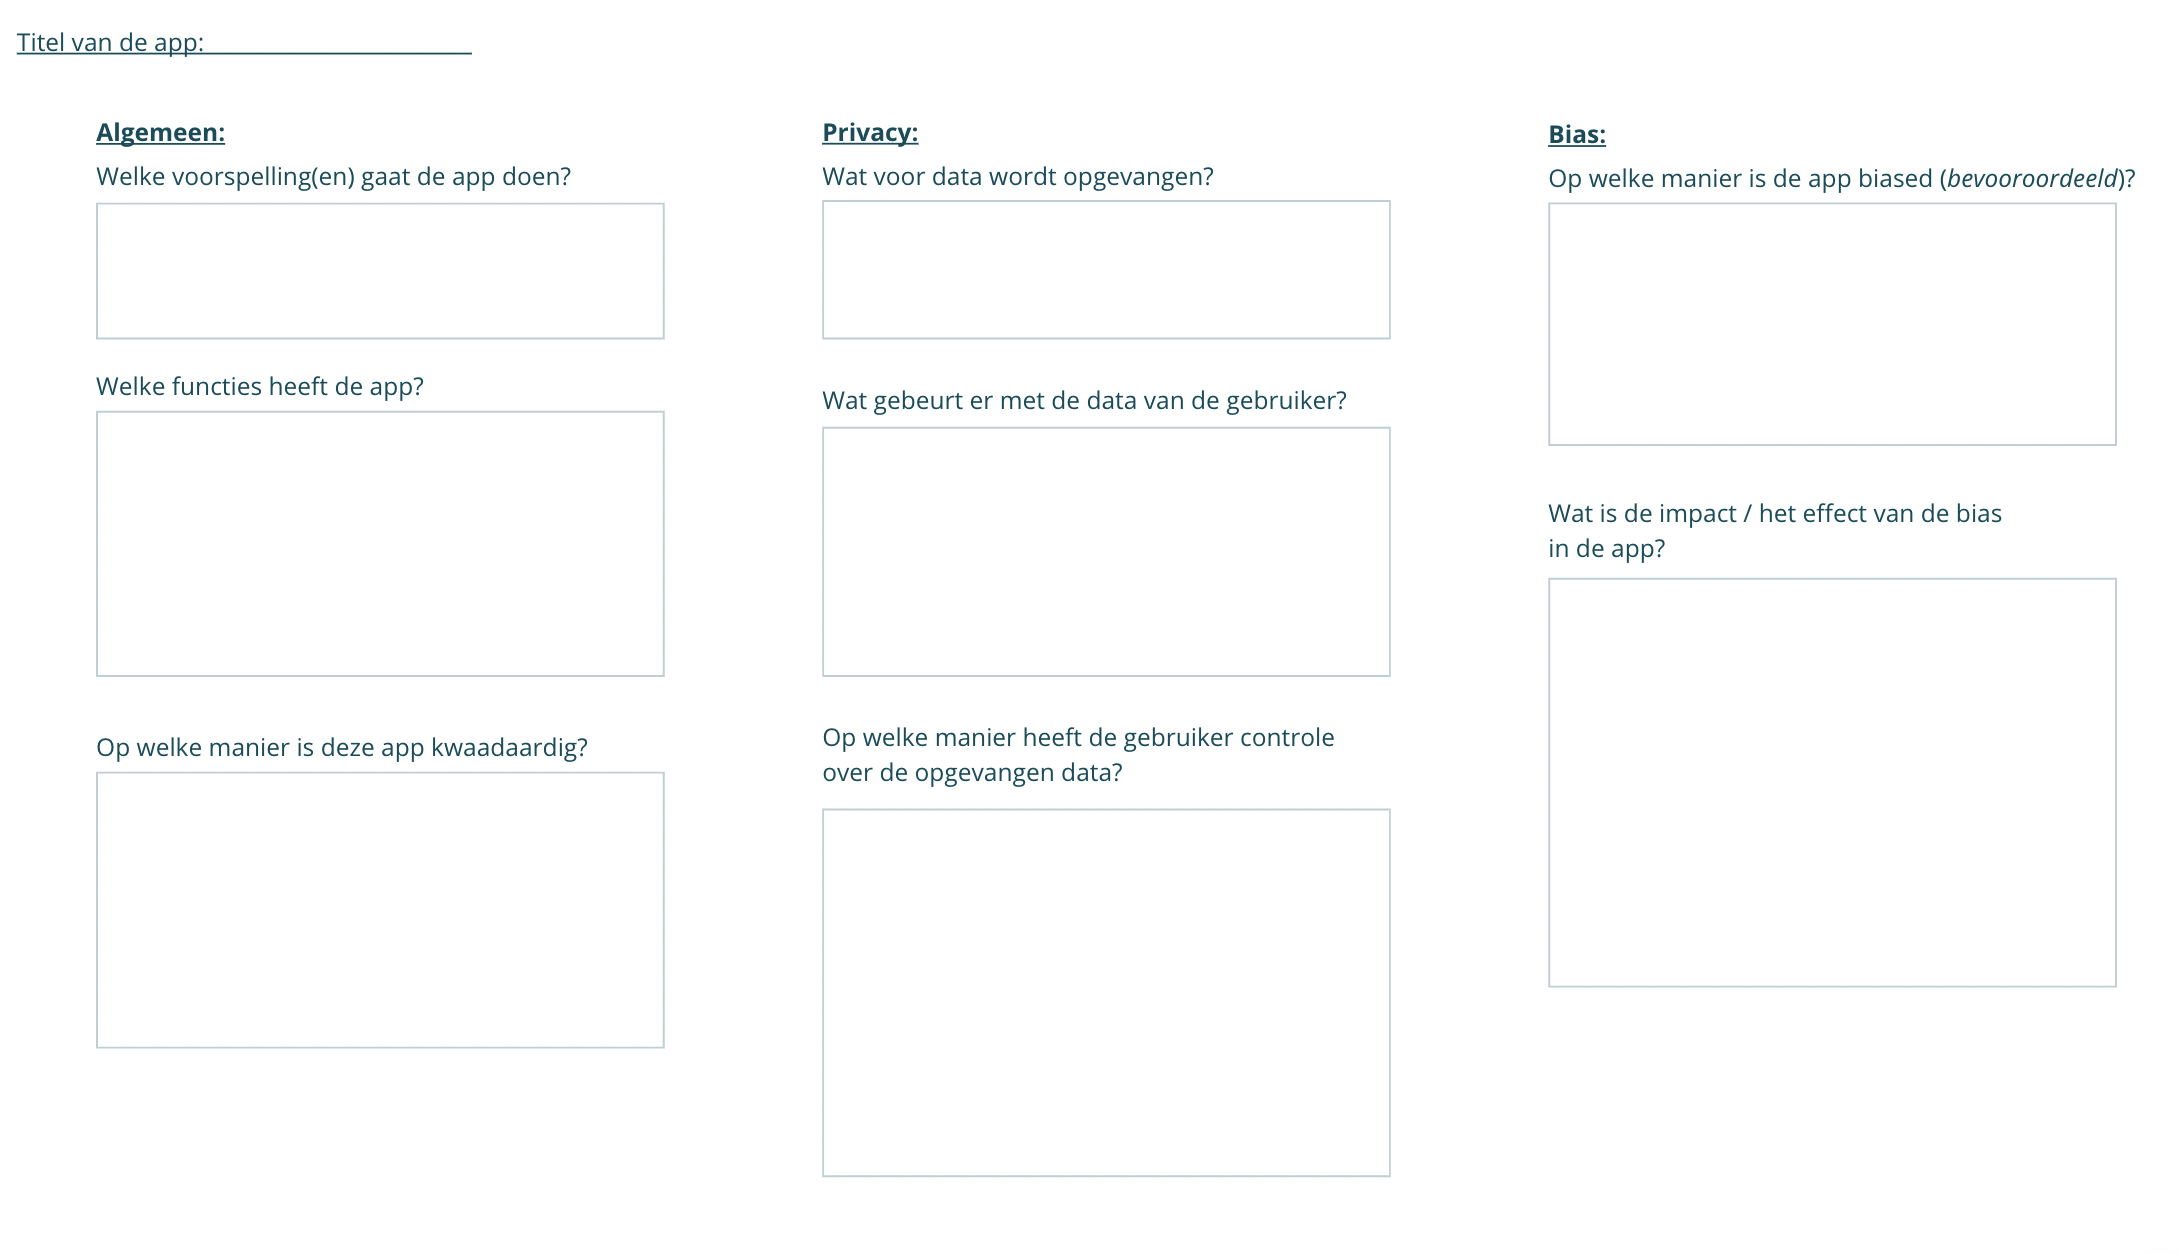 Titel van de app:
Algemeen:
Welke voorspelling(en) gaat de app doen?
Welke functies heeft de app?
Op welke manier is deze app kwaadaardig?
Privacy:
Wat voor data wordt opgevangen?
Wat gebeurt er met de data van de gebruiker?
Op welke manier heeft de gebruiker controle
over de opgevangen data?
Bias:
Op welke manier is de app biased (bevooroordeeld)?
Wat is de impact / het effect van de bias
in de app?